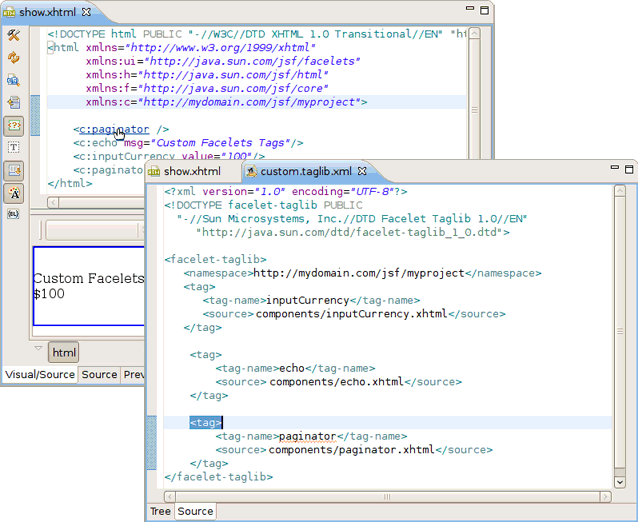 show.xhtml
<!DOCTYPE html PUBLIC "-//W3C//DTD XHTML 1.0 Transitional//EN" "ht
<html xmlns="http://www.w3.org/1999/xhtml"
xmlns:ui="http://java.sun.com/jsf/facelets"
xmlns:h="http://java.sun.com/jsf/html"
xmlns:f="http://java.sun.com/jsf/core"
xmlns:c="http://mydomain.com/jsf/myproject">
<c:paginator />
<c:echo msg="Custom Facelets Tags"/>
<c:inputCurrency value="100"/>
<c:paginato
</html>
Custom Facelets
$100
html
Visual/Source Source Prev
show.xhtml custom.taglib.xml
<?xml version="1.0" encoding="UTF-8"?>
<!DOCTYPE facelet-taglib PUBLIC
"-//Sun Microsystems, Inc.//DTD Facelet Taglib 1.0//EN"
"http://java.sun.com/dtd/facelet-taglib_1_0.dtd">
<facelet-taglib>
<namespace>http://mydomain.com/jsf/myproject</namespace>
<tag>
<tag-name>inputCurrency</tag-name>
<source>components/inputCurrency.xhtml</source>
</tag>
<tag>
<tag-name>echo</tag-name>
<source>components/echo.xhtml</source>
</tag>
<tag>
<tag-name>paginator</tag-name>
<source>components/paginator.xhtml</source>
</tag>
</facelet-taglib>
Tree Source